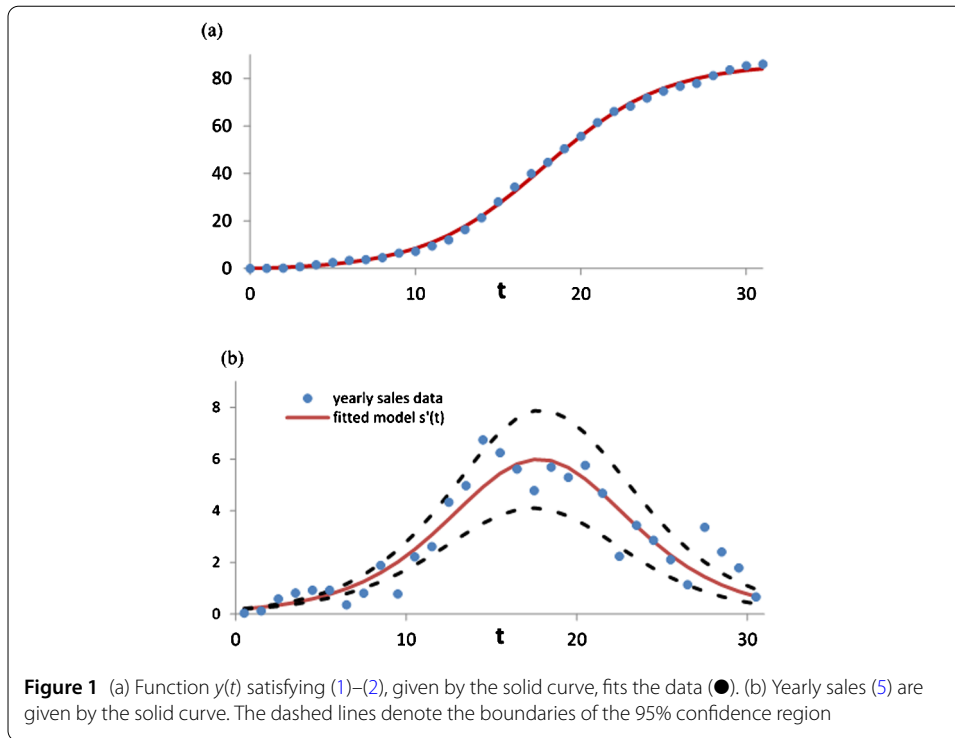 (a)
80
60
40
20
0
0 10 t 20 30
(b)
8
6
4
2
0
yearly sales data
fitted model s'(t)
0 10 t 20 30
Figure 1 (a) Function y(t) satisfying (1)–(2), given by the solid curve, fits the data (●). (b) Yearly sales (5) are
given by the solid curve. The dashed lines denote the boundaries of the 95% confidence region